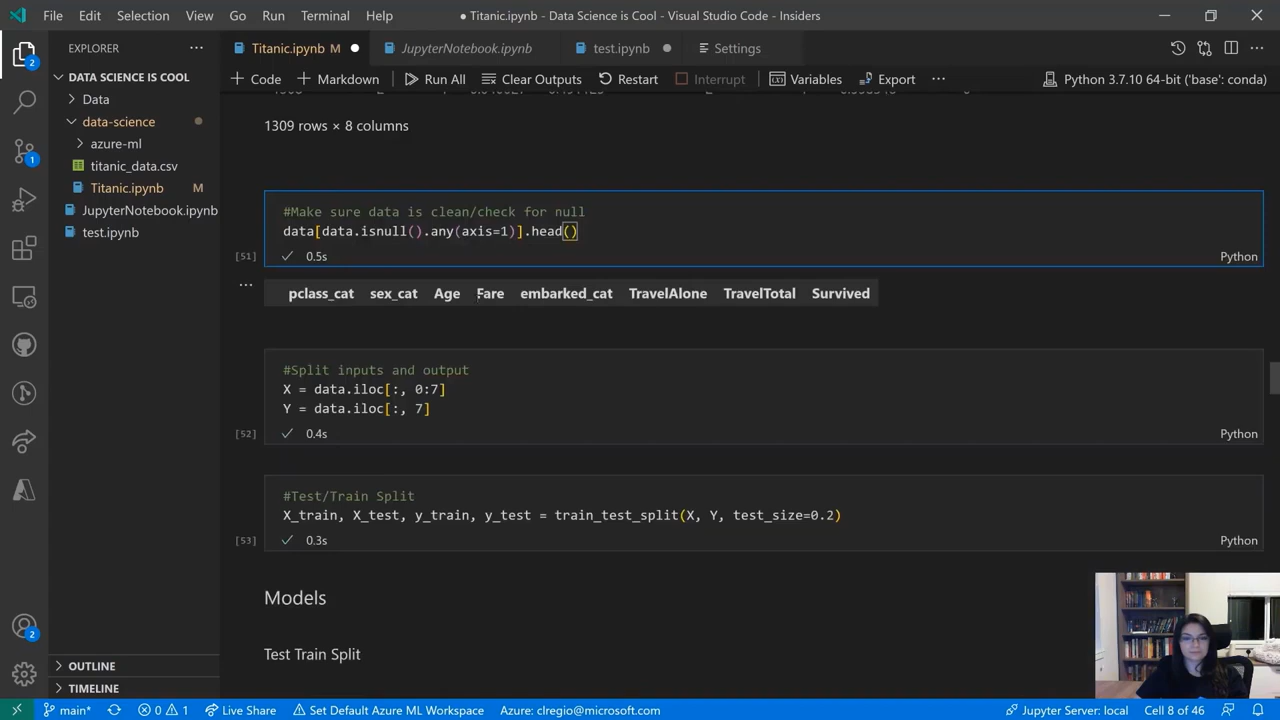 File Edit Selection View Go Run Terminal Help
● Titanic.ipynb - Data Science is Cool - Visual Studio Code - Insiders
EXPLORER
Titanic.ipynb M
JupyterNotebook.ipynb
test.ipynb
Settings
DATA SCIENCE IS COOL
Code
Markdown
Run All
Clear Outputs
Restart
Interrupt
Variables
Export
Python 3.7.10 64-bit ('base': conda)
Data
data-science
azure-ml
titanic_data.csv
Titanic.ipynb M
JupyterNotebook.ipynb
test.ipynb
2
1
2
1309 rows × 8 columns
#Make sure data is clean/check for null
data[data.isnull().any(axis=1)].head()
[51] 0.5s Python
pclass_cat sex_cat Age Fare embarked_cat TravelAlone TravelTotal Survived
#Split inputs and output
X = data.iloc[:, 0:7]
Y = data.iloc[:, 7]
[52] 0.4s Python
#Test/Train Split
X_train, X_test, y_train, y_test = train_test_split(X, Y, test_size=0.2)
[53] 0.3s Python
Models
Test Train Split
OUTLINE
TIMELINE
main* 0 1 Live Share Set Default Azure ML Workspace Azure: clregio@microsoft.com Jupyter Server: local Cell 8 of 46